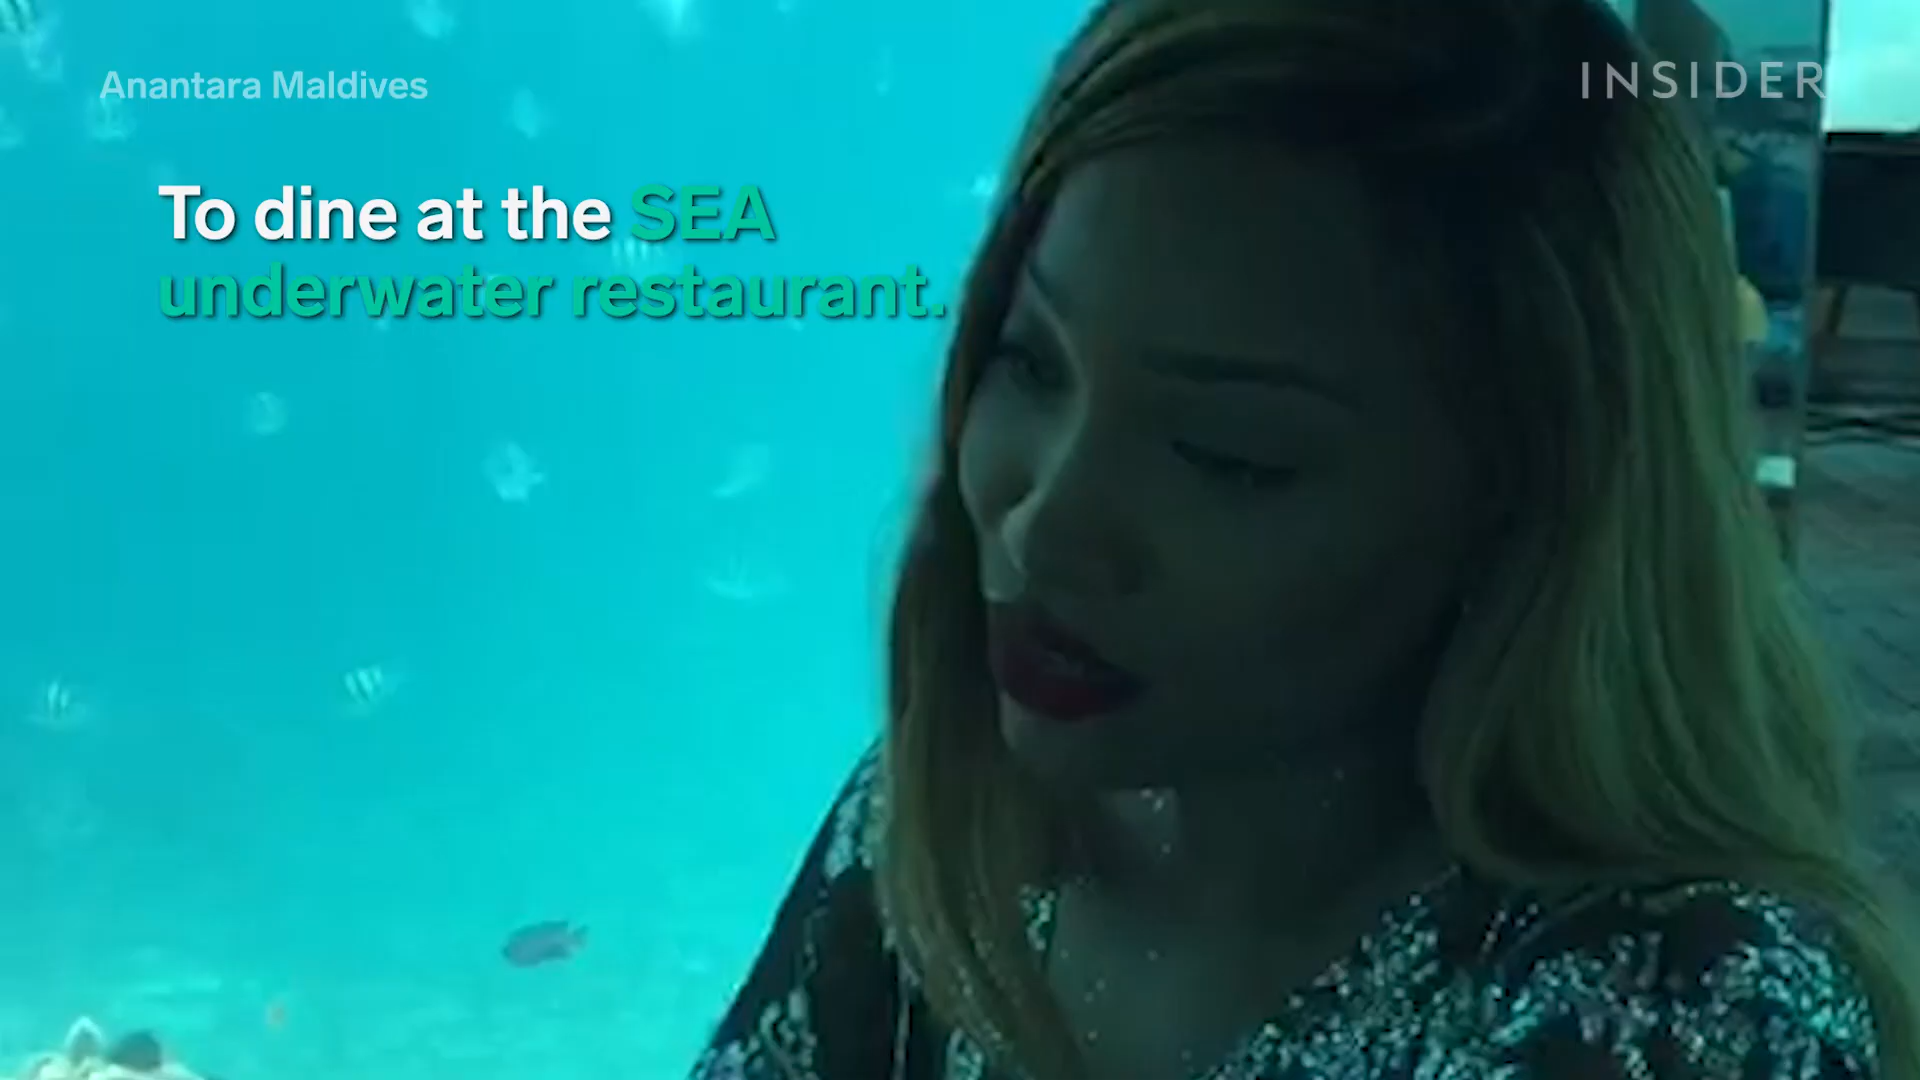 Anantara Maldives
INSIDER
To dine at the SEA
underwater restaurant.